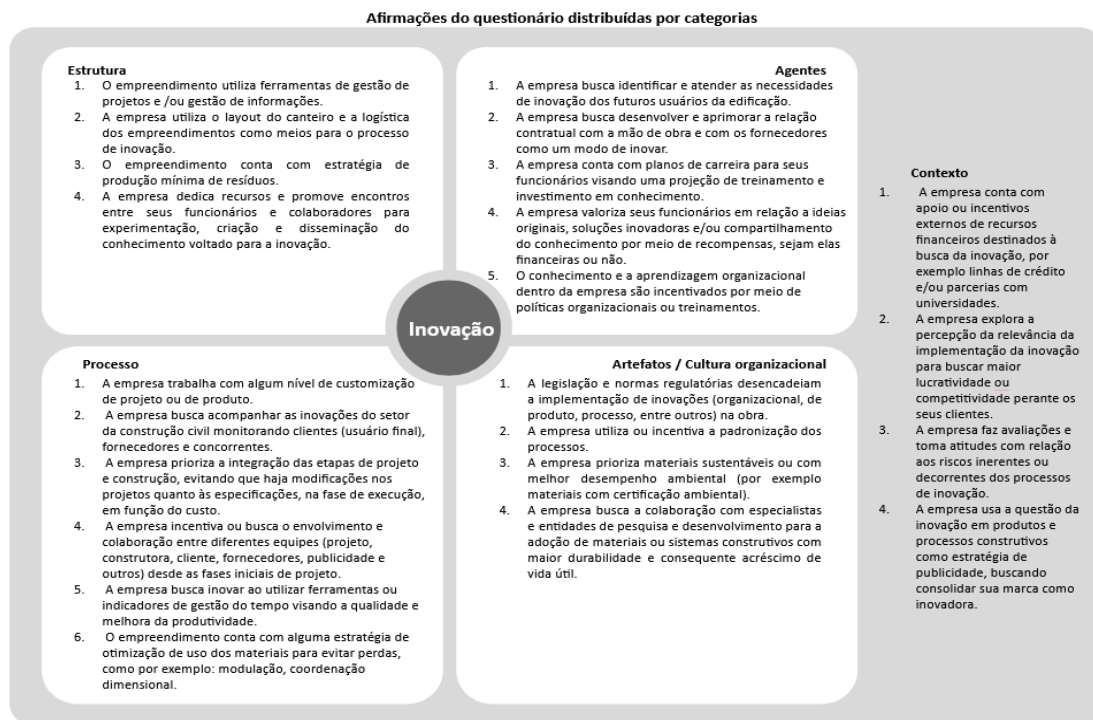 Afirmações do questionário distribuídas por categorias
Estrutura
1. O empreendimento utiliza ferramentas de gestão de
projetos e /ou gestão de informações.
2. A empresa utiliza o layout do canteiro e a logística
dos empreendimentos como meios para o processo
de inovação.
3. O empreendimento conta com estratégia de
produção mínima de resíduos.
4. A empresa dedica recursos e promove encontros
entre seus funcionários e colaboradores para
experimentação, criação e disseminação do
conhecimento voltado para a inovação.
Agentes
1. A empresa busca identificar e atender as necessidades
de inovação dos futuros usuários da edificação.
2. A empresa busca desenvolver e aprimorar a relação
contratual com a mão de obra e com os fornecedores
como um modo de inovar.
3. A empresa conta com planos de carreira para seus
funcionários visando uma projeção de treinamento e
investimento em conhecimento.
4. A empresa valoriza seus funcionários em relação a ideias
originais, soluções inovadoras e/ou compartilhamento
do conhecimento por meio de recompensas, sejam elas
financeiras ou não.
5. O conhecimento e a aprendizagem organizacional
dentro da empresa são incentivados por meio de
políticas organizacionais ou treinamentos.
Inovação
Processo
1. A empresa trabalha com algum nível de customização
de projeto ou de produto.
2. A empresa busca acompanhar as inovações do setor
da construção civil monitorando clientes (usuário final),
fornecedores e concorrentes.
3. A empresa prioriza a integração das etapas de projeto
e construção, evitando que haja modificações nos
projetos quanto às especificações, na fase de execução,
em função do custo.
4. A empresa incentiva ou busca o envolvimento e
colaboração entre diferentes equipes (projeto,
construtora, cliente, fornecedores, publicidade e
outros) desde as fases iniciais de projeto.
5. A empresa busca inovar ao utilizar ferramentas ou
indicadores de gestão do tempo visando a qualidade e
melhora da produtividade.
6. O empreendimento conta com alguma estratégia de
otimização de uso dos materiais para evitar perdas,
como por exemplo: modulação, coordenação
dimensional.
Artefatos / Cultura organizacional
1. A legislação e normas regulatórias desencadeiam
a implementação de inovações (organizacional, de
produto, processo, entre outros) na obra.
2. A empresa utiliza ou incentiva a padronização dos
processos.
3. A empresa prioriza materiais sustentáveis ou com
melhor desempenho ambiental (por exemplo
materiais com certificação ambiental).
4. A empresa busca a colaboração com especialistas
e entidades de pesquisa e desenvolvimento para a
adoção de materiais ou sistemas construtivos com
maior durabilidade e consequente acréscimo de
vida útil.
Contexto
1. A empresa conta com
apoio ou incentivos
externos de recursos
financeiros destinados à
busca da inovação, por
exemplo linhas de crédito
e/ou parcerias com
universidades.
2. A empresa explora a
percepção da relevância da
implementação da inovação
para buscar maior
lucratividade ou
competitividade perante os
seus clientes.
3. A empresa faz avaliações e
toma atitudes com relação
aos riscos inerentes ou
decorrentes dos processos
de inovação.
4. A empresa usa a questão da
inovação em produtos e
processos construtivos
como estratégia de
publicidade, buscando
consolidar sua marca como
inovadora.